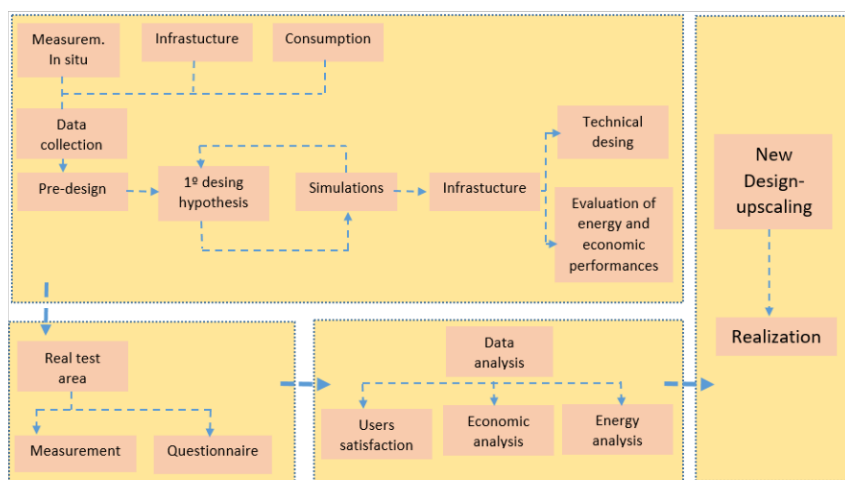 Measurem.
In situ
Infrastucture
Consumption
Data
collection
Pre-design
1º desing
hypothesis
Simulations
Infrastucture
Technical
desing
Evaluation of
energy and
economic
performances
New
Design-
upscaling
Realization
Real test
area
Measurement
Questionnaire
Data
analysis
Users
satisfaction
Economic
analysis
Energy
analysis